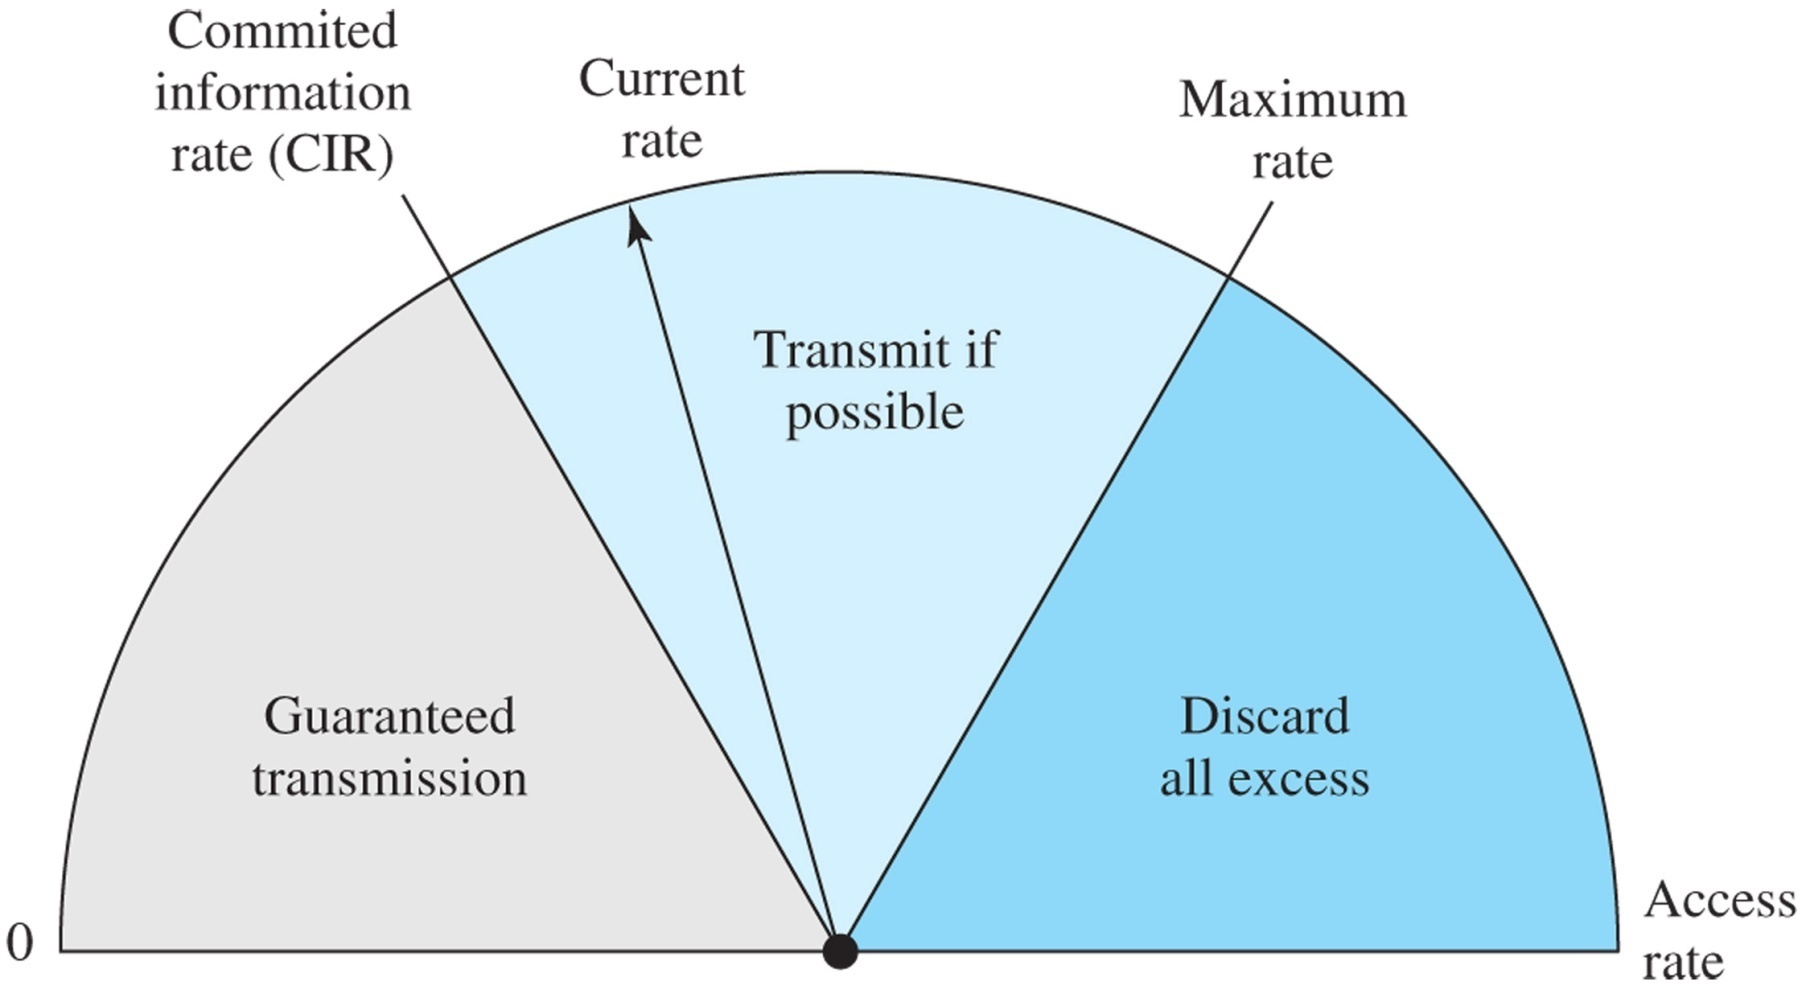 Commited
information
rate (CIR)
Current
rate
Maximum
rate
Transmit if
possible
Guaranteed
transmission
Discard
all excess
0
Access
rate